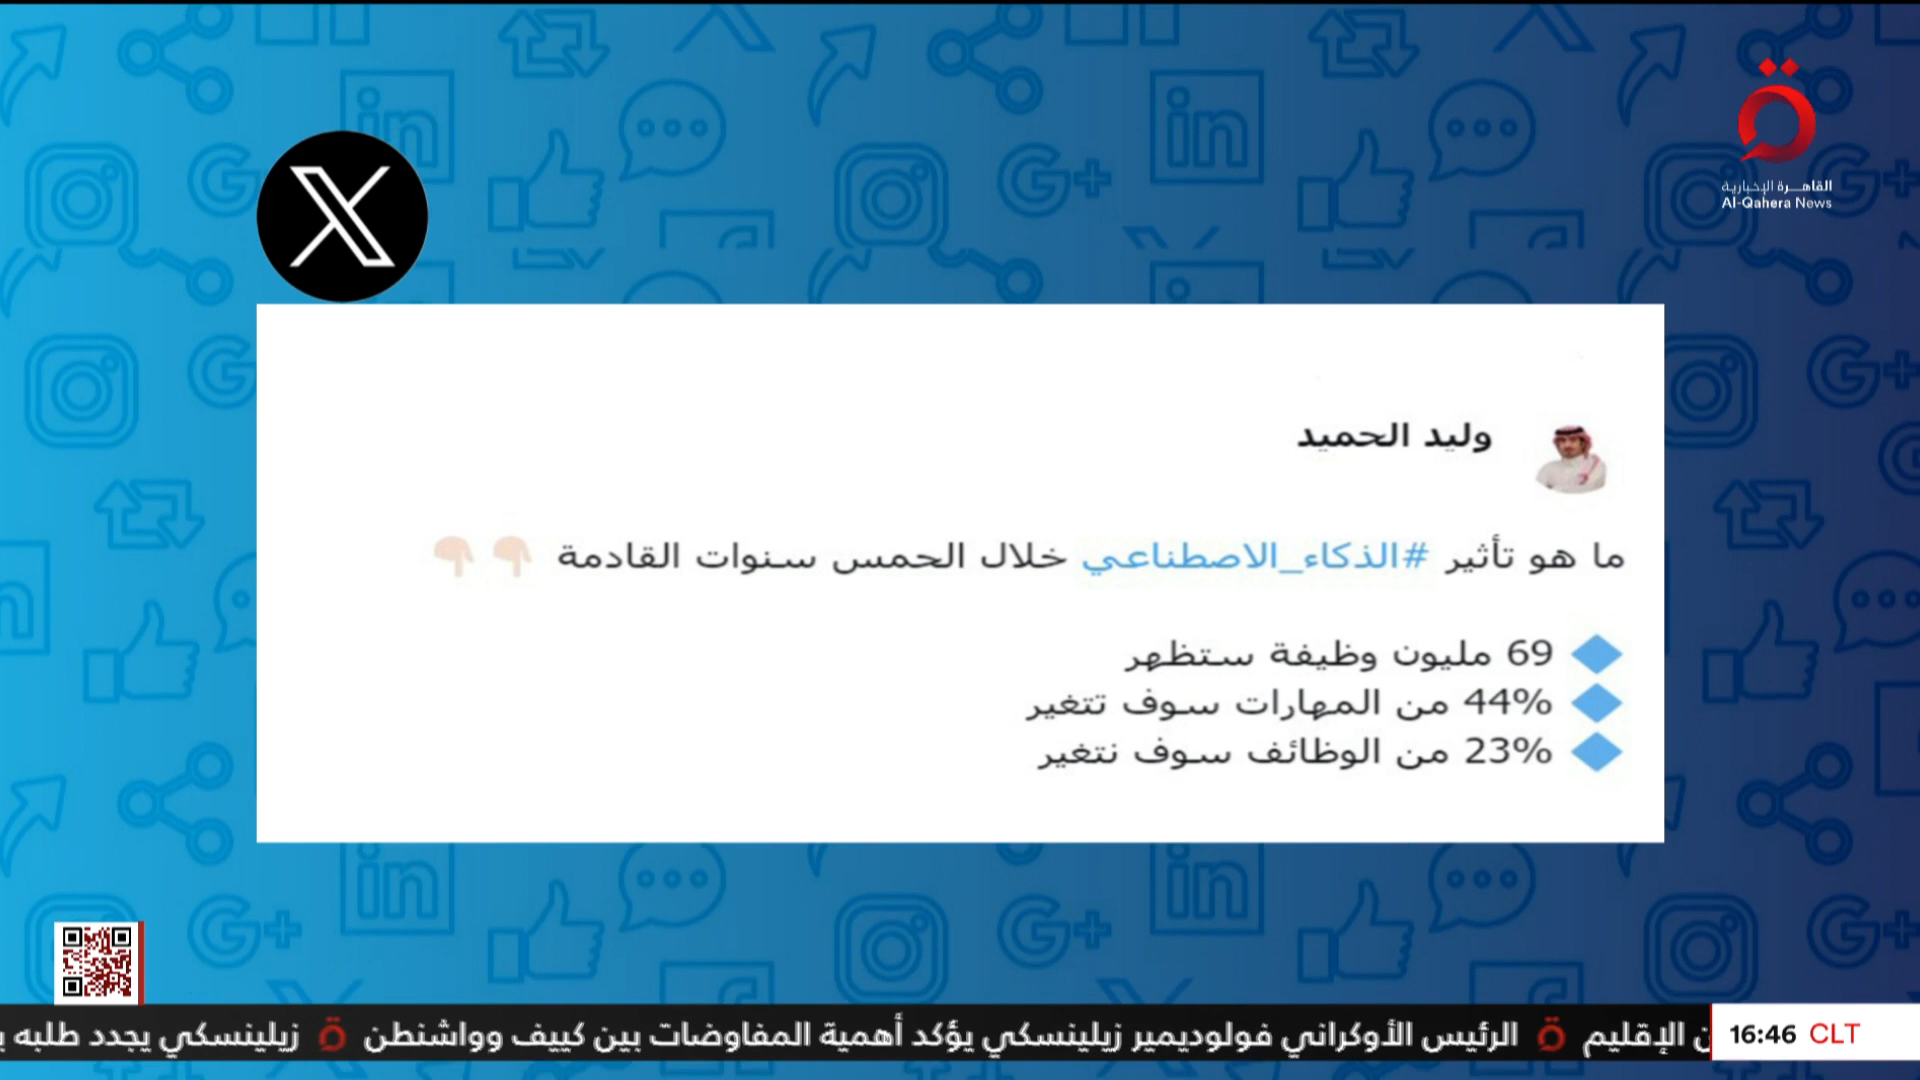 القاهرة الإخبارية
Al-Qahera News
وليد الحميد
ما هو تأثير #الذكاء_الاصطناعي خلال الخمس سنوات القادمة 👇🏻👇🏻
69 مليون وظيفة ستظهر
44% من المهارات سوف تتغير
23% من الوظائف سوف نتغير
الإقليم الرئيس الأوكراني فولوديمير زيلينسكي يؤكد أهمية المفاوضات بين كييف وواشنطن زيلينسكي يجدد طلبه
16:46 CLT